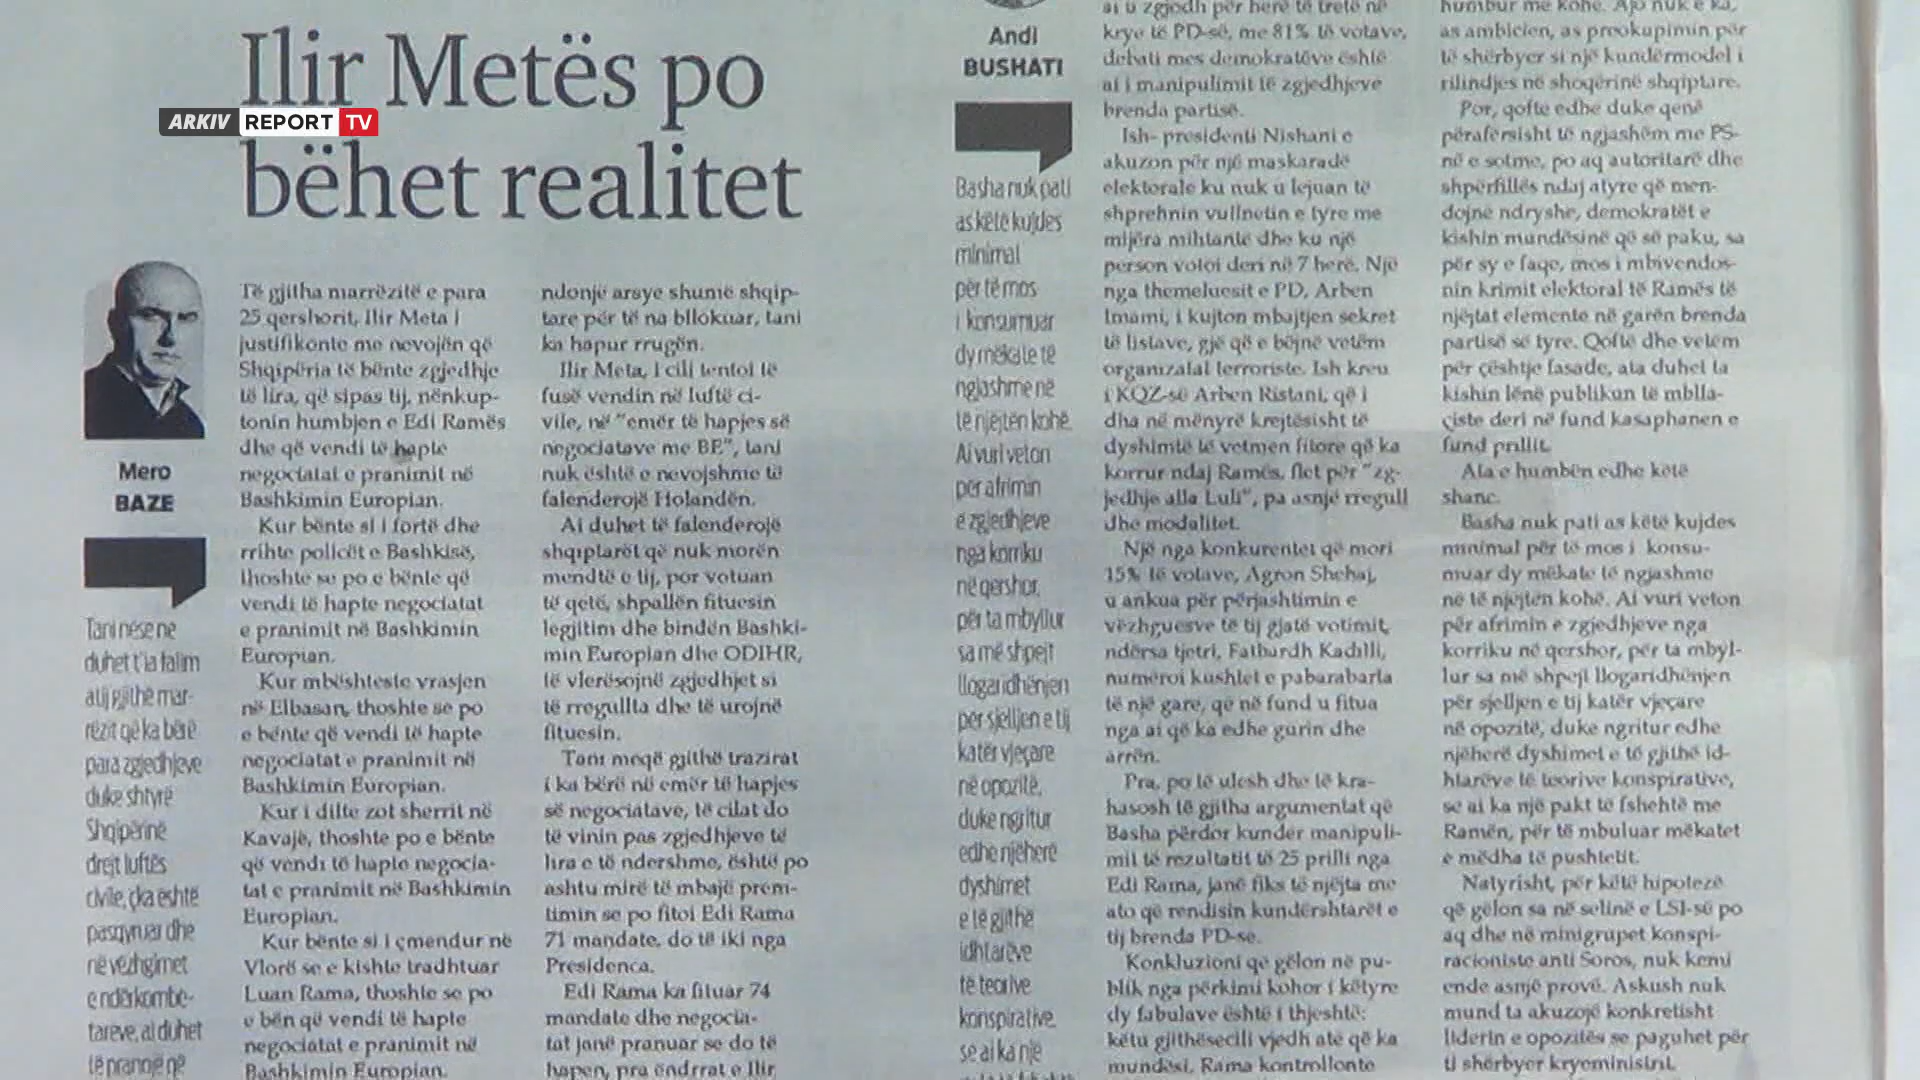 Ilir Metës po
bëhet realitet
ARKIV REPORT TV
Mero
BAZE
Tani nëse ne
duhet t'ia falim
atij gjithë mar-
rëzit që ka bërë
para zgjedhjeve
duke shtyrë
Shqipërinë
drejt luftës
civile, çka është
pasqyruar dhe
në vëzhgimet
e ndërkombë-
tarëve, ai duhet
të pranojë që
Të gjitha marrëzitë e para
25 qershorit, Ilir Meta i
justifikonte me nevojën që
Shqipëria të bënte zgjedhje
të lira, që sipas tij, nënkup-
tonin humbjen e Edi Ramës
dhe që vendi të hapte
negociatat e pranimit në
Bashkimin Europian.
Kur bënte si i fortë dhe
rrihte policët e Bashkisë,
thoshte se po e bënte që
vendi të hapte negociatat
e pranimit në Bashkimin
Europian.
Kur mbështeste vrasjen
në Elbasan, thoshte se po
e bënte që vendi të hapte
negociatat e pranimit në
Bashkimin Europian.
Kur i dilte zot sherrit në
Kavajë, thoshte po e bënte
që vendi të hapte negocia-
tat e pranimit në Bashkimin
Europian.
Kur bënte si i çmendur në
Vlorë se e kishte tradhtuar
Luan Rama, thoshte se po
e bën që vendi të hapte
negociatat e pranimit në
Bashkimin Europian.
ndonjë arsye shumë shqip-
tare për të na bllokuar, tani
ka hapur rrugën.
Ilir Meta, i cili tentoi të
fusë vendin në luftë ci-
vile, në "emër të hapjes së
negociatave me BE", tani
nuk është e nevojshme të
falenderojë Holandën.
Ai duhet të falenderojë
shqiptarët që nuk morën
mendtë e tij, por votuan
të qetë, shpallën fituesin
legjitim dhe bindën Bashki-
min Europian dhe ODIHR,
të vlerësojnë zgjedhjet si
të rregullta dhe të urojnë
fituesin.
Tani meqë gjithë trazirat
i ka bërë në emër të hapjes
së negociatave, të cilat do
të vinin pas zgjedhjeve të
lira e të ndershme, është po
ashtu mirë të mbajë prem-
timin se po fitoi Edi Rama
71 mandate, do të iki nga
Presidenca.
Edi Rama ka fituar 74
mandate dhe negocia-
tat janë pranuar se do të
hapen, pra ëndrrat e Ilir
Andi
BUSHATI
Basha nuk pati
as këtë kujdes
minimal
për të mos
i konsumuar
dy mëkate të
ngjashme në
të njëjtën kohë.
Ai vuri veton
për afrimin
e zgjedhjeve
nga korriku
në qershor,
për ta mbyllur
sa më shpejt
llogaridhënjen
për sjelljen e tij
katër vjeçare
në opozitë,
duke ngritur
edhe njëherë
dyshimet
e të gjithë
idhtarëve
të teorive
konspirative,
se ai ka një
ai u zgjodh për herë të tretë në
krye të PD-së, me 81% të votave,
debati mes demokratëve është
ai i manipulimit të zgjedhjeve
brenda partisë.
Ish- presidenti Nishani e
akuzon për një maskaradë
elektorale ku nuk u lejuan të
shprehnin vullnetin e tyre me
mijëra militantë dhe ku një
person votoi deri në 7 herë. Një
nga themeluesit e PD, Arben
Imami, i kujton mbajtjen sekret
të listave, gjë që e bëjnë vetëm
organizatat terroriste. Ish kreu
i KQZ-së Arben Ristani, që i
dha në mënyrë krejtësisht të
dyshimtë të vetmen fitore që ka
korrur ndaj Ramës, flet për "zg-
jedhje alla Luli", pa asnjë rregull
dhe modalitet.
Një nga konkurentet që mori
15% të votave, Agron Shehaj,
u ankua për përjashtimin e
vëzhguesve të tij gjatë votimit,
ndërsa tjetri, Fatbardh Kadilli,
numëroi kushtet e pabarabarta
të një gare, që në fund u fitua
nga ai që ka edhe gurin dhe
arrën.
Pra, po të ulesh dhe të kra-
hasosh të gjitha argumentat që
Basha përdor kundër manipuli-
mit të rezultatit të 25 prilli nga
Edi Rama, janë fiks të njëjta me
ato që rendisin kundërshtarët e
tij brenda PD-së.
Konkluzioni që gëlon në pu-
blik nga përkimi kohor i këtyre
dy fabulave është i thjeshtë:
këtu gjithësecili vjedh atë që ka
mundësi. Rama kontrollonte
humbur me kohë. Ajo nuk e ka,
as ambicien, as preokupimin për
të shërbyer si një kundërmodel i
rilindjes në shoqërinë shqiptare.
Por, qoftë edhe duke qenë
përafërsisht të ngjashëm me PS-
në e sotme, po aq autoritarë dhe
shpërfillës ndaj atyre që men-
dojnë ndryshe, demokratët e
kishin mundësinë që së paku, sa
për sy e faqe, mos i mbivendos-
nin krimit elektoral të Ramës të
njëjtat elemente në garën brenda
partisë së tyre. Qoftë dhe vetëm
për çështje fasade, ata duhet ta
kishin lënë publikun të mblla-
çiste deri në fund kasaphanën e
fund prillit.
Ata e humbën edhe këtë
shanc.
Basha nuk pati as këtë kujdes
minimal për të mos i konsu-
muar dy mëkate të ngjashme
në të njëjtën kohë. Ai vuri veton
për afrimin e zgjedhjeve nga
korriku në qershor, për ta mbyl-
lur sa më shpejt llogaridhënjen
për sjelljen e tij katër vjeçare
në opozitë, duke ngritur edhe
njëherë dyshimet e të gjithë id-
htarëve të teorive konspirative,
se ai ka një pakt të fshehtë me
Ramën, për të mbuluar mëkatet
e mëdha të pushtetit.
Natyrisht, për këtë hipotezë
që gëlon sa në selinë e LSI-së po
aq dhe në minigrupet konspi-
racioniste anti Soros, nuk kemi
ende asnjë provë. Askush nuk
mund ta akuzojë konkretisht
liderin e opozitës se paguhet për
ti shërbyer kryeministrit.